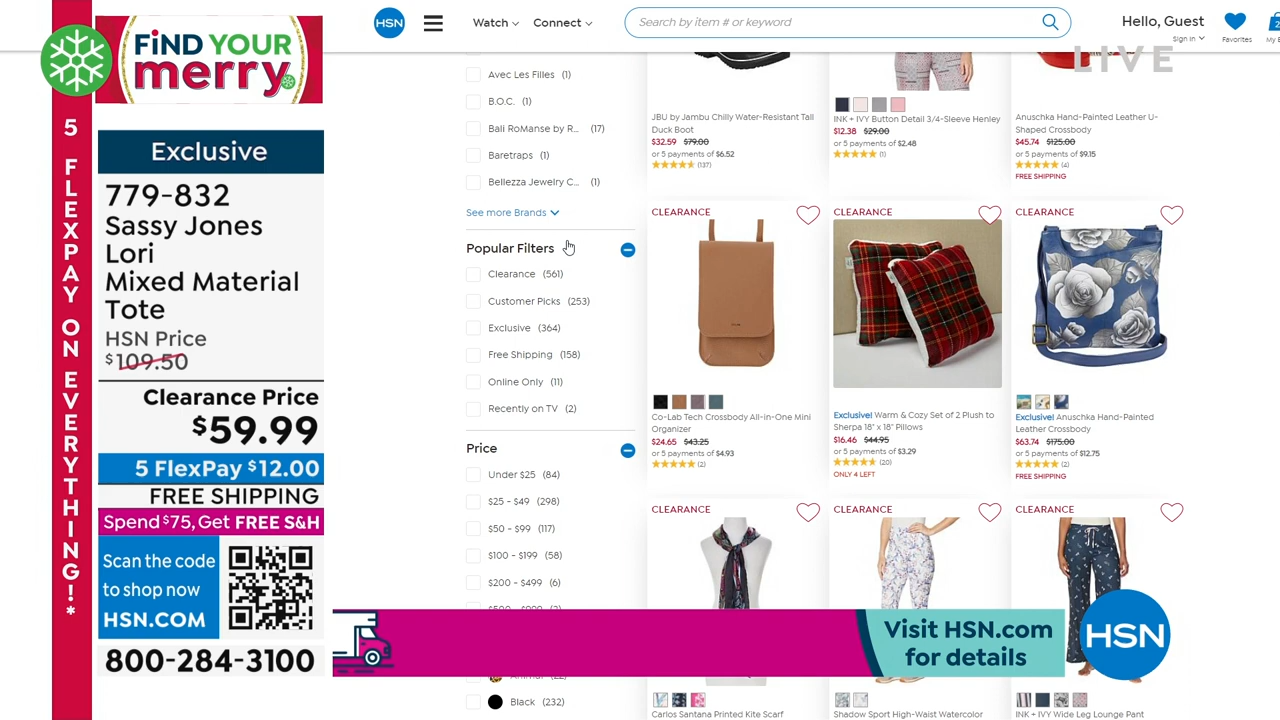 FiND YOUR
merry
5 FLEXPAY ON EVERYTHING!*
Exclusive
779-832
Sassy Jones
Lori
Mixed Material
Tote
HSN Price
$109.50
Clearance Price
$59.99
5 FlexPay $12.00
FREE SHIPPING
Spend $75, Get FREE S&H
Scan the code
to shop now
HSN.COM
800-284-3100
HSN
Watch
Connect
Search by item # or keyword
Hello, Guest
Sign In
Favorites
2
LIVE
Avec Les Filles (1)
B.O.C. (1)
Bali RoManse by R... (17)
Baretraps (1)
Bellezza Jewelry C... (1)
See more Brands
Popular Filters
Clearance (561)
Customer Picks (253)
Exclusive (364)
Free Shipping (158)
Online Only (11)
Recently on TV (2)
Price
Under $25 (84)
$25 - $49 (298)
$50 - $99 (117)
$100 - $199 (58)
$200 - $499 (6)
Black (232)
JBU by Jambu Chilly Water-Resistant Tall
Duck Boot
$32.59 $79.00
or 5 payments of $6.52
(137)
INK + IVY Button Detail 3/4-Sleeve Henley
$12.38 $29.00
or 5 payments of $2.48
(1)
Anuschka Hand-Painted Leather U-
Shaped Crossbody
$45.74 $125.00
or 5 payments of $9.15
(4)
FREE SHIPPING
CLEARANCE
Co-Lab Tech Crossbody All-in-One Mini
Organizer
$24.65 $43.25
or 5 payments of $4.93
(2)
CLEARANCE
Exclusive! Warm & Cozy Set of 2 Plush to
Sherpa 18" x 18" Pillows
$16.46 $44.95
or 5 payments of $3.29
(20)
ONLY 4 LEFT
CLEARANCE
Exclusive! Anuschka Hand-Painted
Leather Crossbody
$63.74 $175.00
or 5 payments of $12.75
(2)
FREE SHIPPING
CLEARANCE
Carlos Santana Printed Kite Scarf
CLEARANCE
Shadow Sport High-Waist Watercolor
CLEARANCE
INK + IVY Wide Leg Lounge Pant
Visit HSN.com
for details
HSN